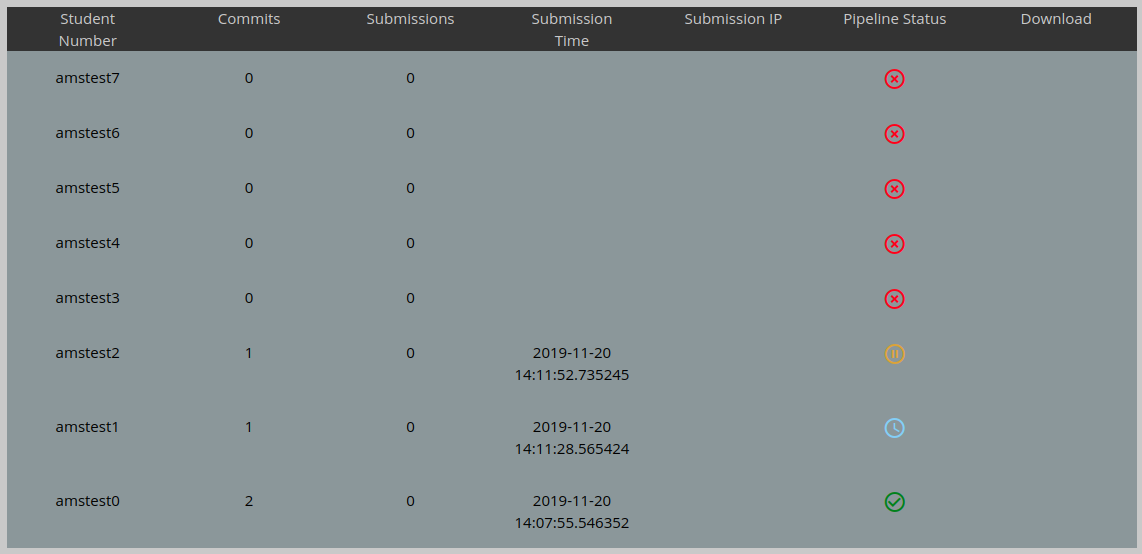 Student Number Commits Submissions Submission Time Submission IP Pipeline Status Download
amstest7 0 0
amstest6 0 0
amstest5 0 0
amstest4 0 0
amstest3 0 0
amstest2 1 0 2019-11-20 14:11:52.735245
amstest1 1 0 2019-11-20 14:11:28.565424
amstest0 2 0 2019-11-20 14:07:55.546352